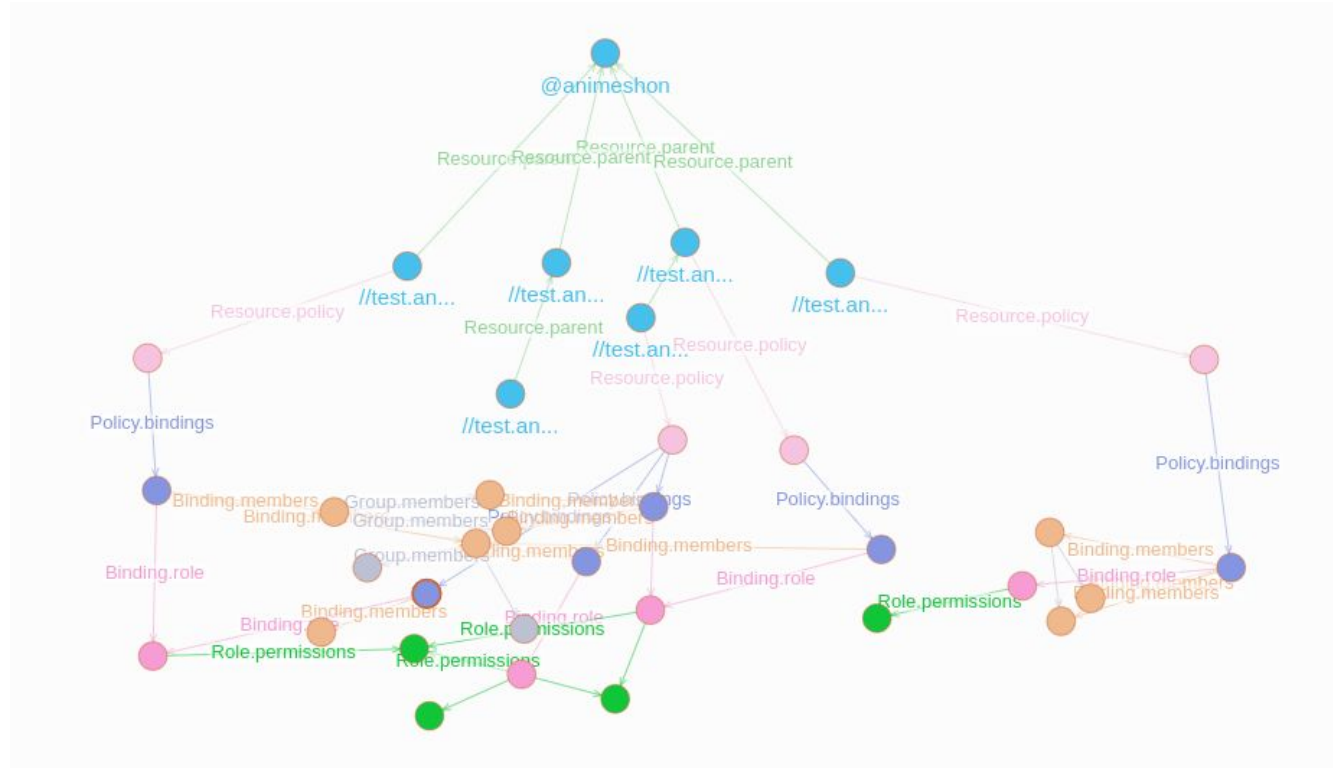 @animeshon
Resource.parent
Resource.parent
Resource.parent
Resource.parent
//test.an...
//test.an...
//test.an...
//test.an...
Resource.policy
Resource.policy
Resource.parent
//test.an...
Resource.policy
Resource.policy
//test.an...
Policy.bindings
Policy.bindings
Binding.members
Group.members
Binding.members
Policy.bindings
Policy.bindings
Group.members
Binding.members
Binding.members
Binding.members
Group.members
Binding.role
Binding.role
Binding.role
Binding.members
Role.permissions
Binding.members
Binding.role
Role.permissions
Role.permissions
Role.permissions